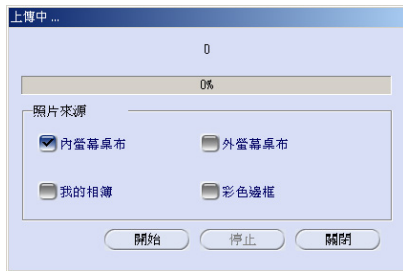 上傳中 ...
0
0%
照片來源
內螢幕桌布 外螢幕桌布
我的相簿 彩色邊框
開始 停止 關閉